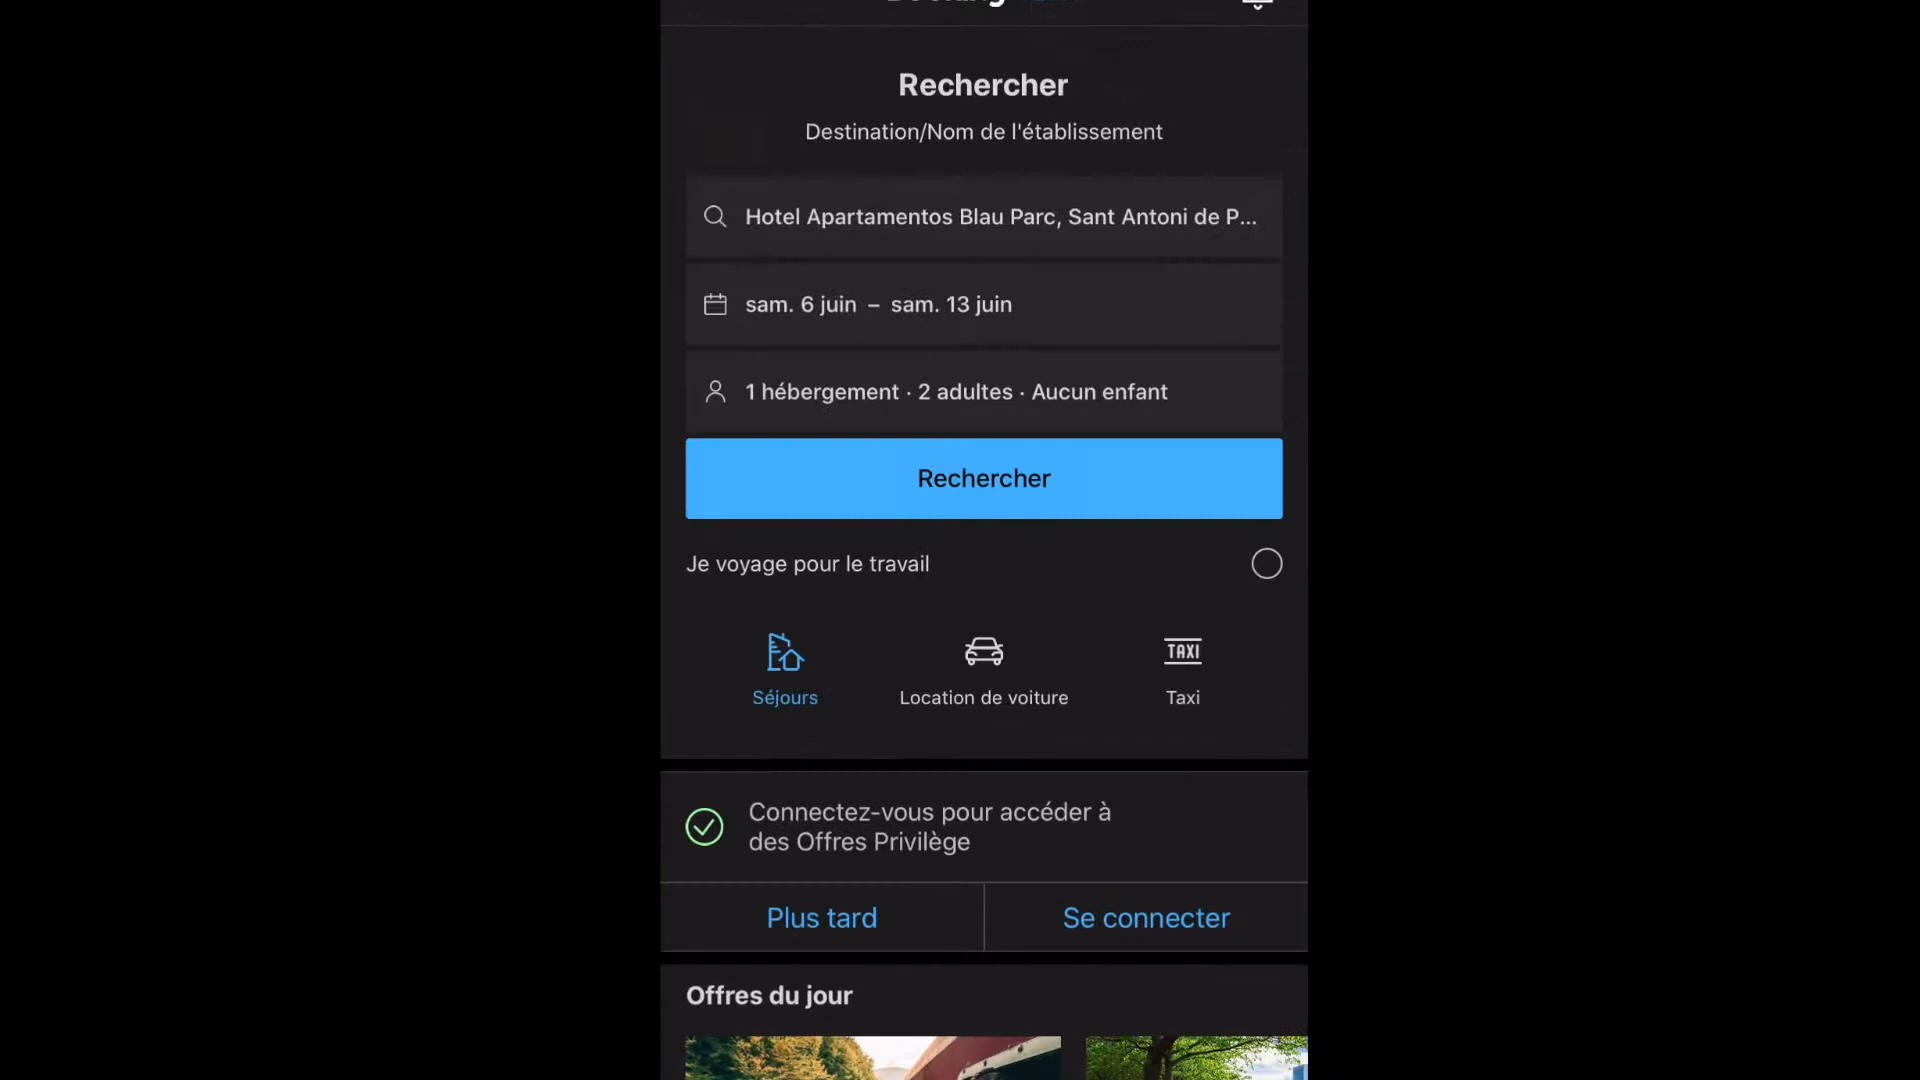 Rechercher
Destination/Nom de l'établissement
Hotel Apartamentos Blau Parc, Sant Antoni de P...
sam. 6 juin – sam. 13 juin
1 hébergement · 2 adultes · Aucun enfant
Rechercher
Je voyage pour le travail
TAXI
Séjours
Location de voiture
Taxi
Connectez-vous pour accéder à
des Offres Privilège
Plus tard
Se connecter
Offres du jour